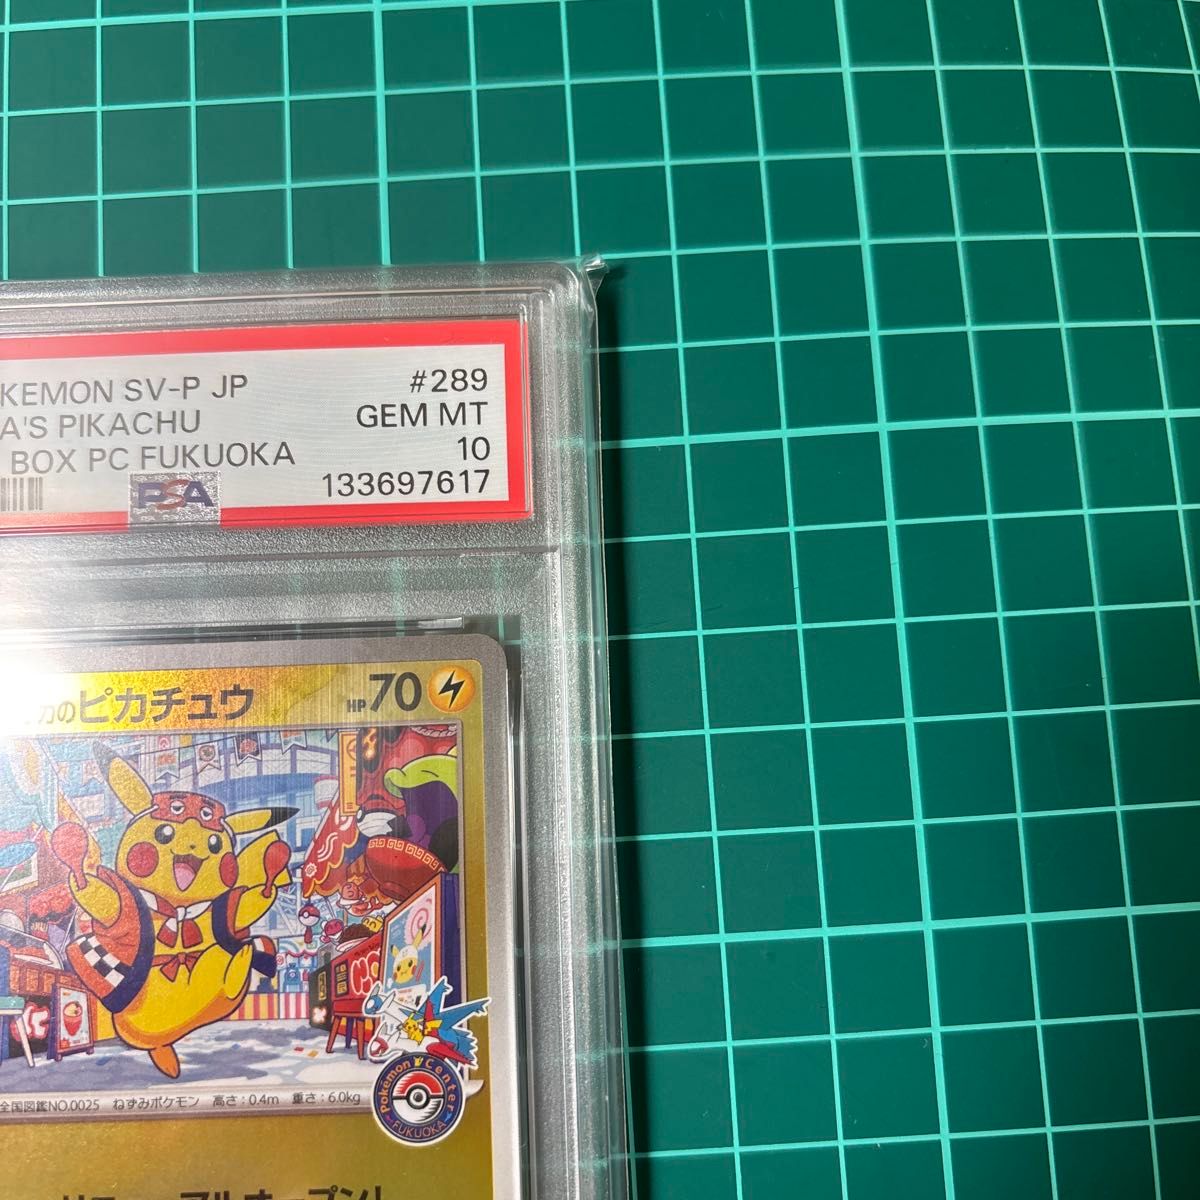 KEMON SV-P JP #289
A'S PIKACHU GEM MT
BOX PC FUKUOKA 10
PSA 133697617
カのピカチュウ HP70
全国図鑑NO.0025 ねずみポケモン 高さ:0.4m 重さ:6.0kg
Pokémon Center
FUKUOKA